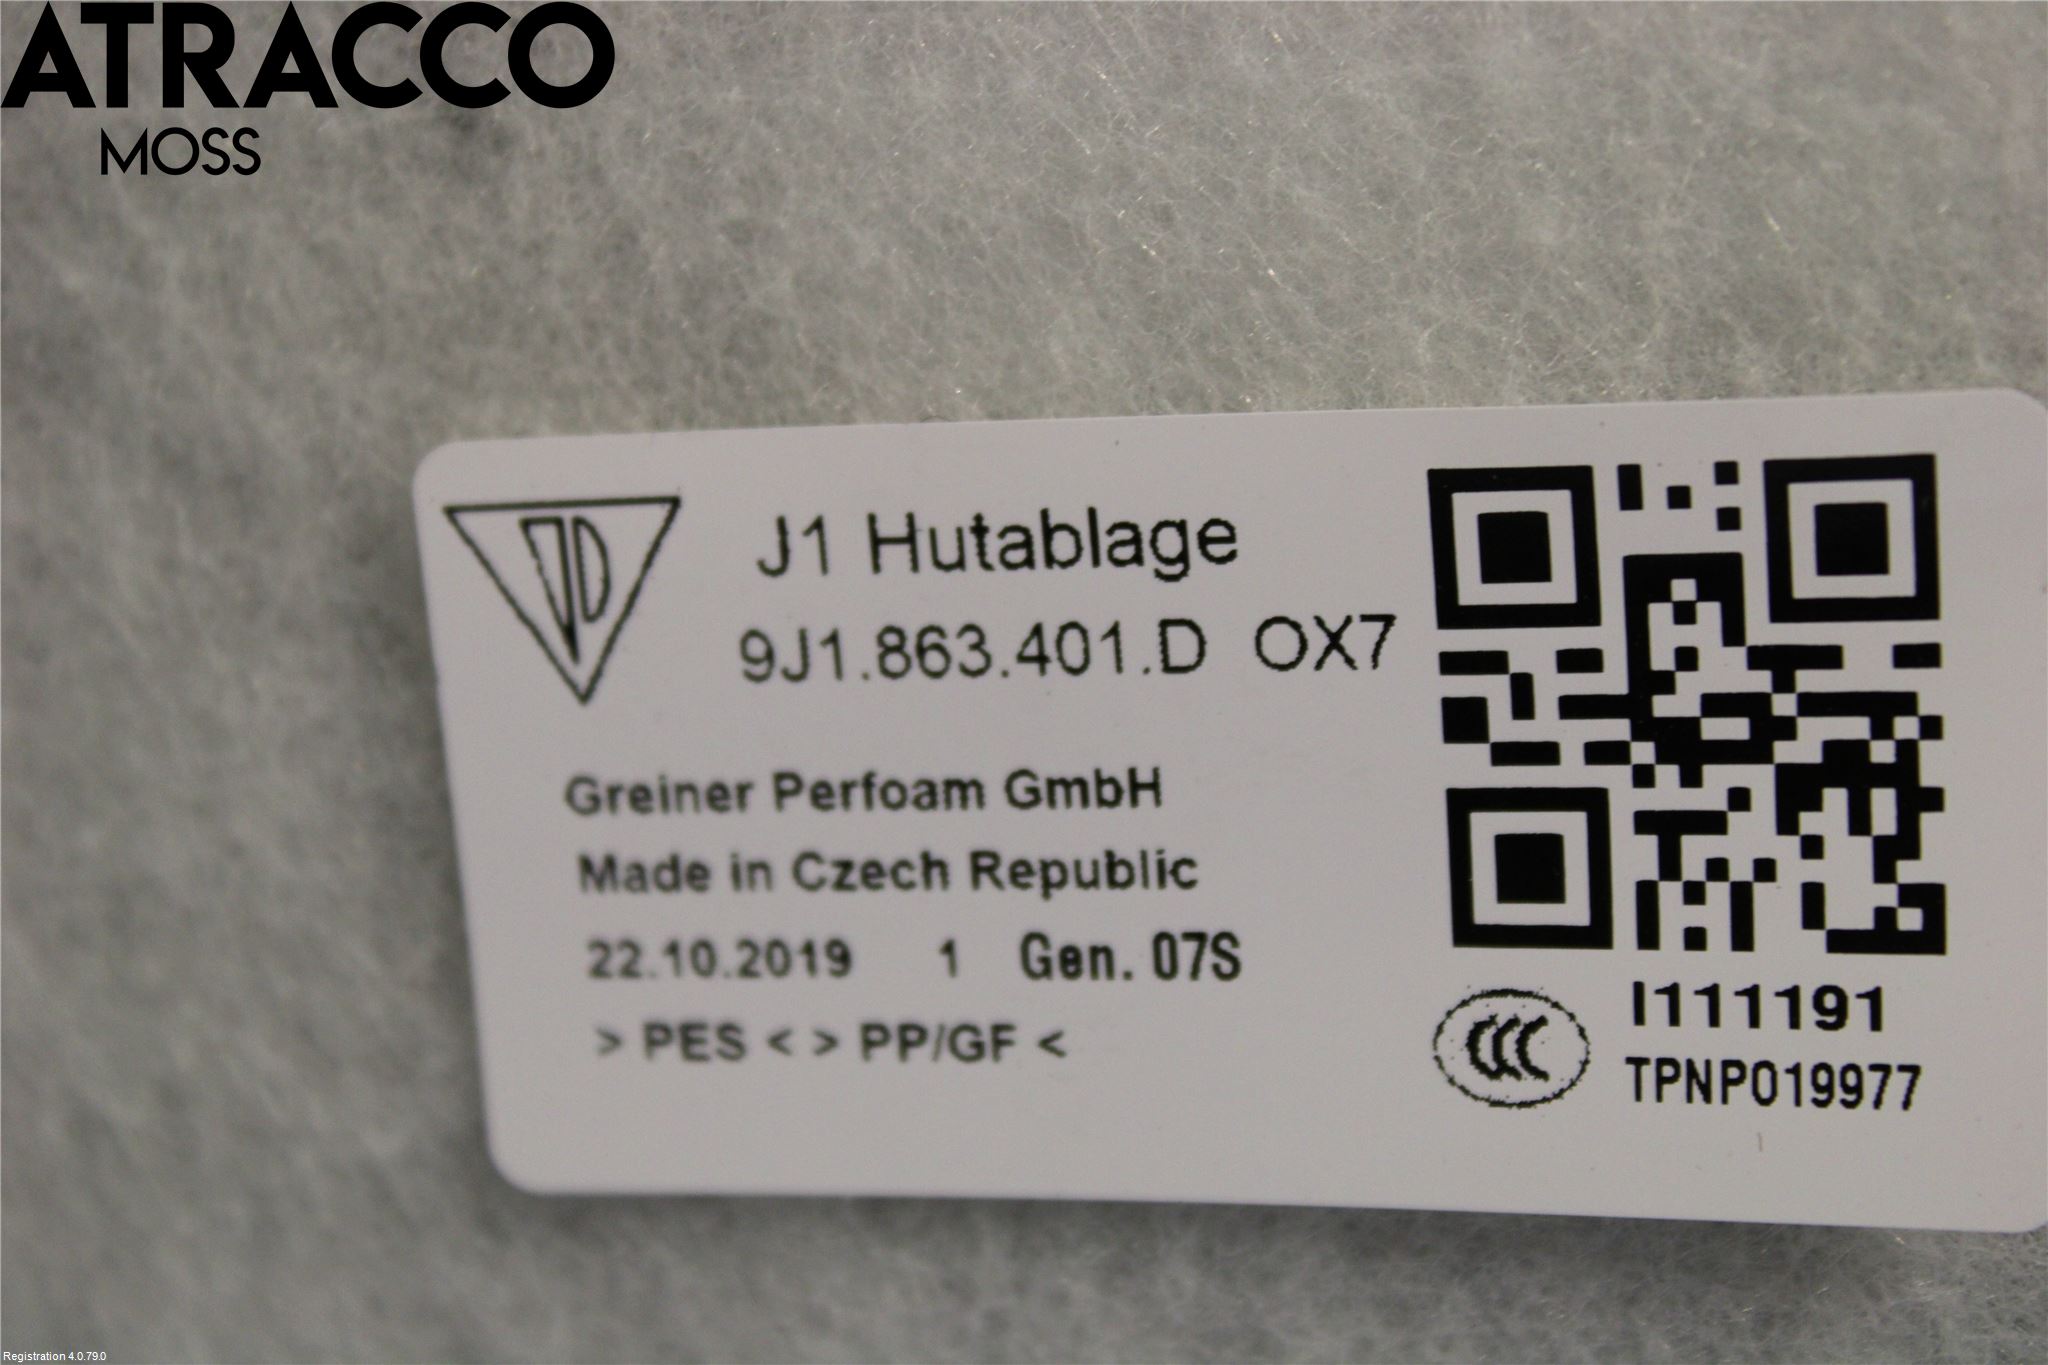 ATRACCO
MOSS
J1 Hutablage
9J1.863.401.D OX7
Greiner Perfoam GmbH
Made in Czech Republic
22.10.2019 1 Gen. 07S
> PES < > PP/GF <
CCC
I111191
TPNP019977
Registration 4.0.79.0